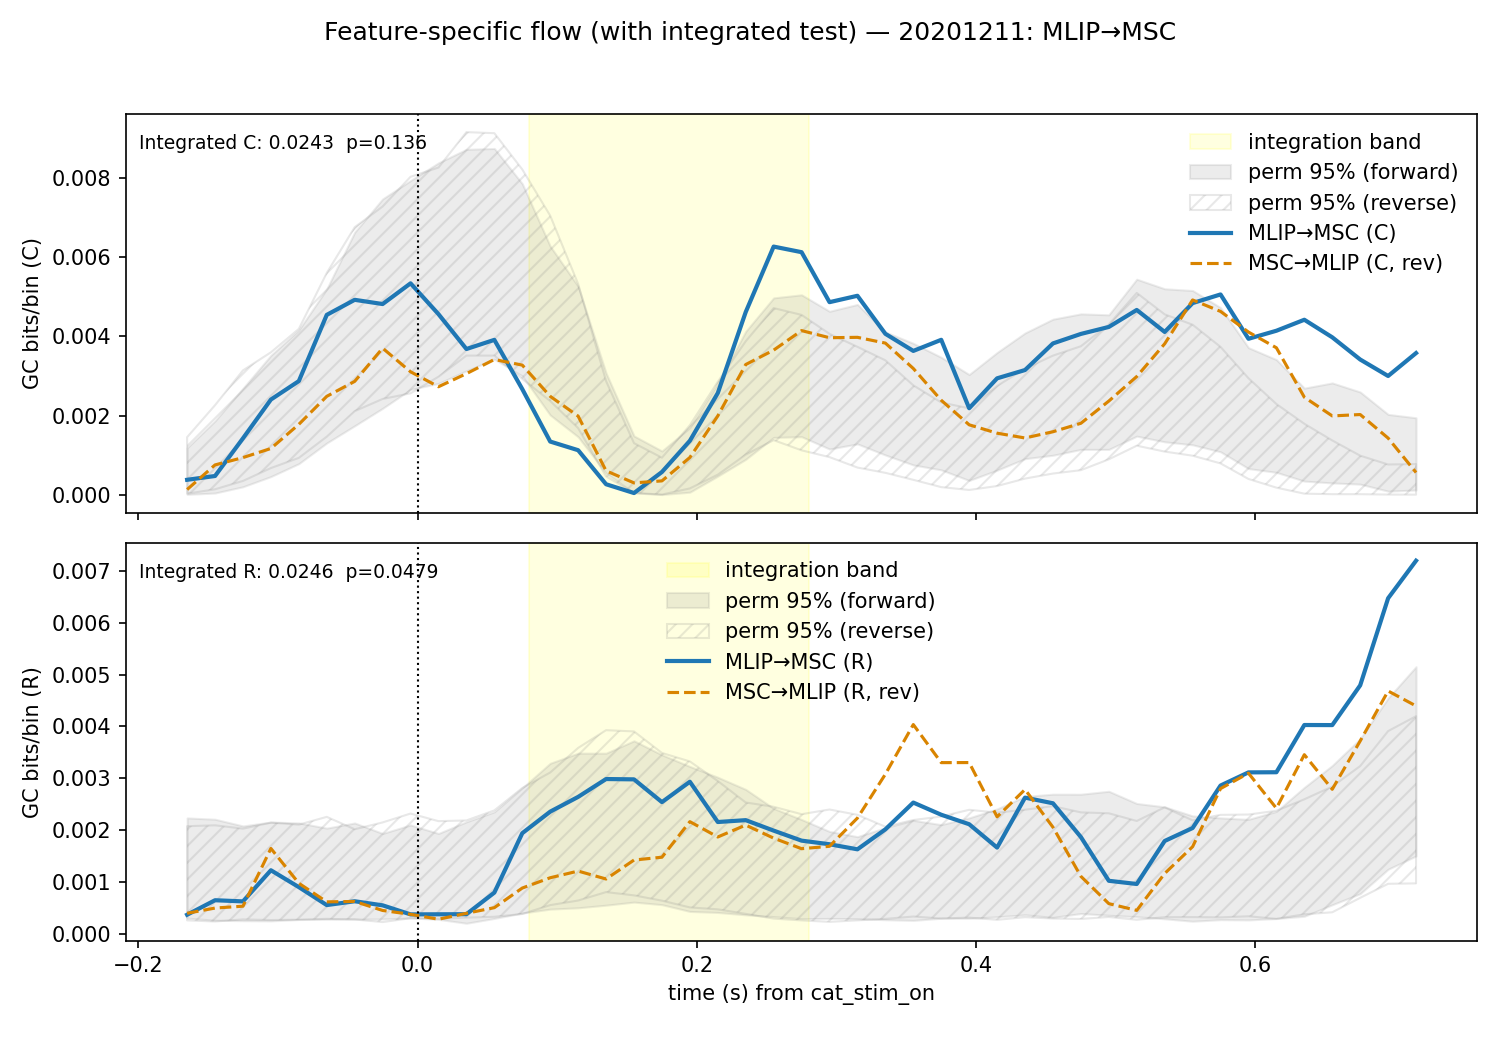 Feature-specific flow (with integrated test) — 20201211: MLIP→MSC
Integrated C: 0.0243  p=0.136
integration band
perm 95% (forward)
perm 95% (reverse)
MLIP→MSC (C)
MSC→MLIP (C, rev)
GC bits/bin (C)
0.008
0.006
0.004
0.002
0.000
Integrated R: 0.0246  p=0.0479
integration band
perm 95% (forward)
perm 95% (reverse)
MLIP→MSC (R)
MSC→MLIP (R, rev)
GC bits/bin (R)
0.007
0.006
0.005
0.004
0.003
0.002
0.001
0.000
−0.2 0.0 0.2 0.4 0.6
time (s) from cat_stim_on